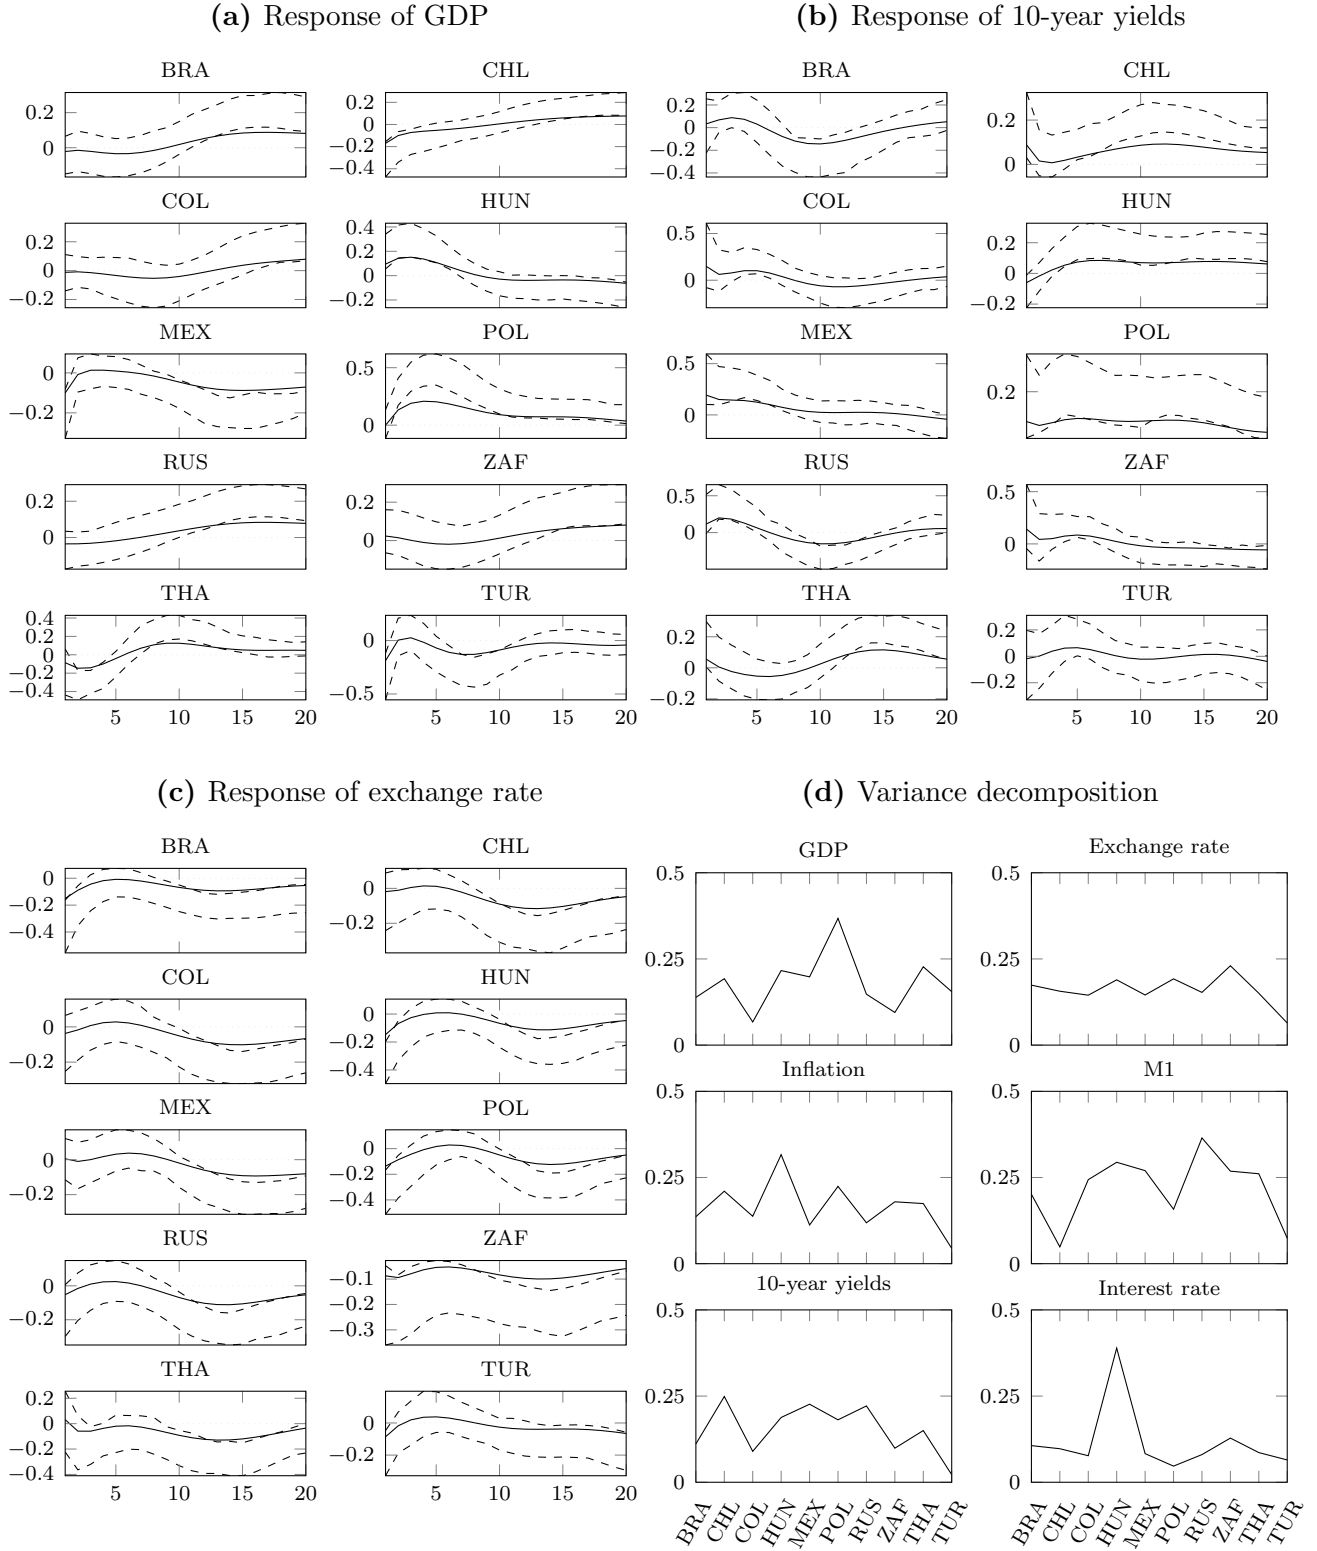 (a) Response of GDP
BRA
0.2
0
CHL
0.2
0
−0.2
−0.4
COL
0.2
0
−0.2
HUN
0.4
0.2
0
−0.2
MEX
0
−0.2
POL
0.5
0
RUS
0.2
0
ZAF
0.2
0
THA
0.4
0.2
0
−0.2
−0.4
5 10 15 20
TUR
0
−0.5
5 10 15 20
(b) Response of 10-year yields
BRA
0.2
0
−0.2
−0.4
CHL
0.2
0
COL
0.5
0
HUN
0.2
0
−0.2
MEX
0.5
0
POL
0.2
RUS
0.5
0
ZAF
0.5
0
THA
0.2
0
−0.2
5 10 15 20
TUR
0.2
0
−0.2
5 10 15 20
(c) Response of exchange rate
BRA
0
−0.2
−0.4
CHL
0
−0.2
COL
0
−0.2
HUN
0
−0.2
−0.4
MEX
0
−0.2
POL
0
−0.2
−0.4
RUS
0
−0.2
ZAF
−0.1
−0.2
−0.3
THA
0.2
0
−0.2
−0.4
5 10 15 20
TUR
0
−0.2
5 10 15 20
(d) Variance decomposition
GDP
0.5
0.25
0
Exchange rate
0.5
0.25
0
Inflation
0.5
0.25
0
M1
0.5
0.25
0
10-year yields
0.5
0.25
0
BRA CHL COL HUN MEX POL RUS ZAF THA TUR
Interest rate
0.5
0.25
0
BRA CHL COL HUN MEX POL RUS ZAF THA TUR